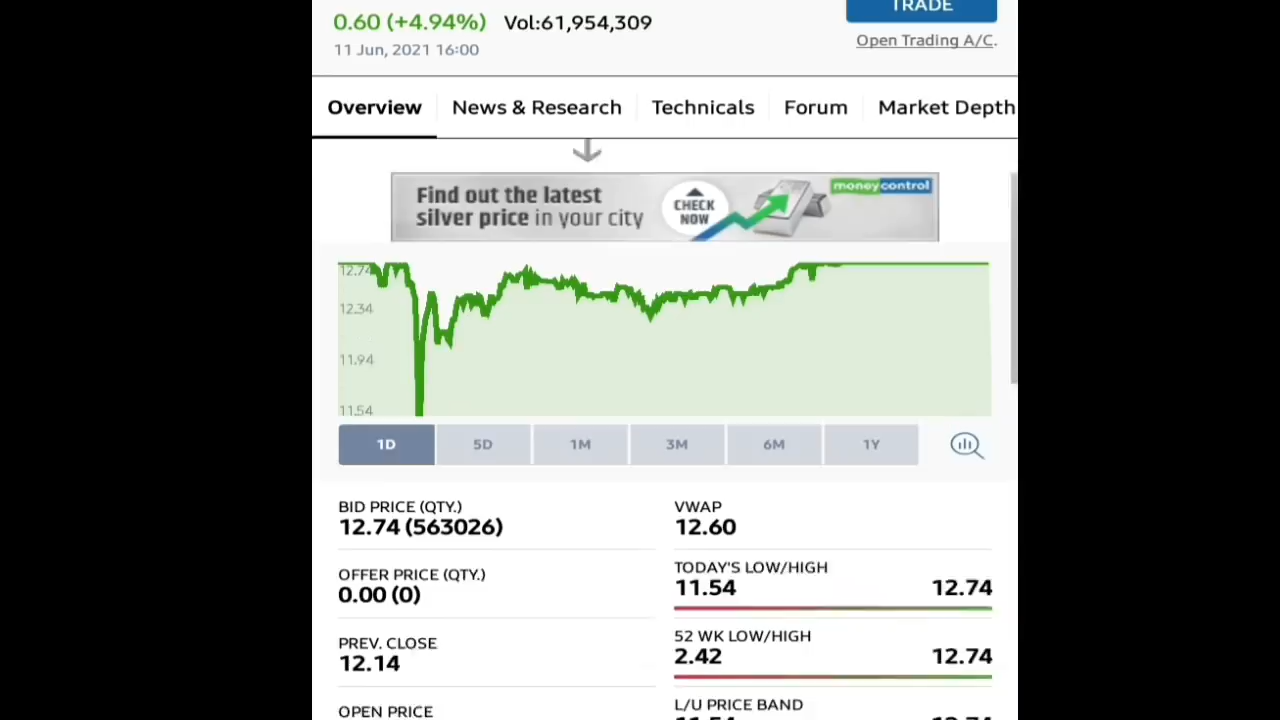 TRADE
0.60 (+4.94%) Vol:61,954,309
11 Jun, 2021 16:00
Open Trading A/C.
Overview News & Research Technicals Forum Market Depth
Find out the latest
silver price in your city
CHECK
NOW
moneycontrol
12.74
12.34
11.94
11.54
1D 5D 1M 3M 6M 1Y
BID PRICE (QTY.)
12.74 (563026)
VWAP
12.60
OFFER PRICE (QTY.)
0.00 (0)
TODAY'S LOW/HIGH
11.54 12.74
PREV. CLOSE
12.14
52 WK LOW/HIGH
2.42 12.74
OPEN PRICE
L/U PRICE BAND
11.54 12.74